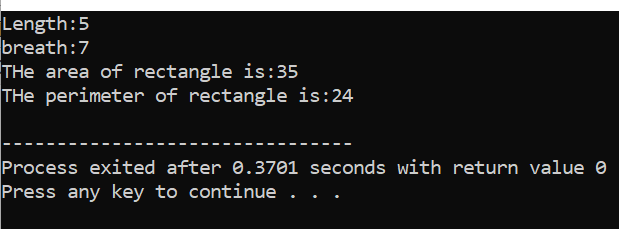 Length:5
breath:7
THe area of rectangle is:35
THe perimeter of rectangle is:24
--------------------------------
Process exited after 0.3701 seconds with return value 0
Press any key to continue . . .